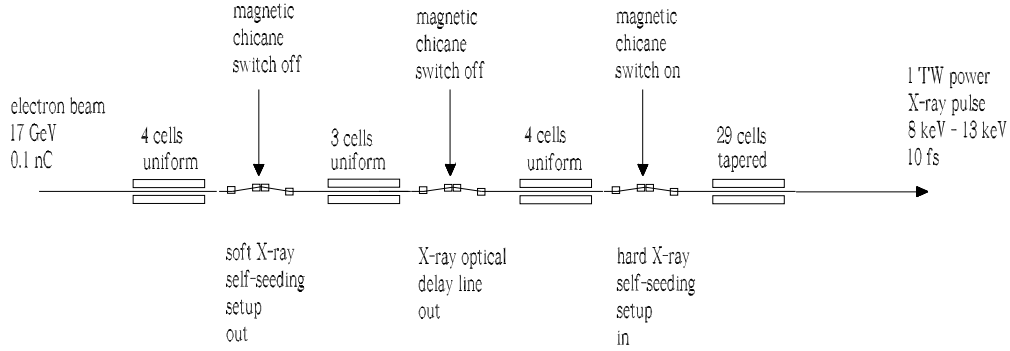 magnetic
chicane
switch off
magnetic
chicane
switch off
magnetic
chicane
switch on
1 TW power
X-ray pulse
8 keV - 13 keV
10 fs
electron beam
17 GeV
0.1 nC
4 cells
uniform
3 cells
uniform
4 cells
uniform
29 cells
tapered
soft X-ray
self-seeding
setup
out
X-ray optical
delay line
out
hard X-ray
self-seeding
setup
in